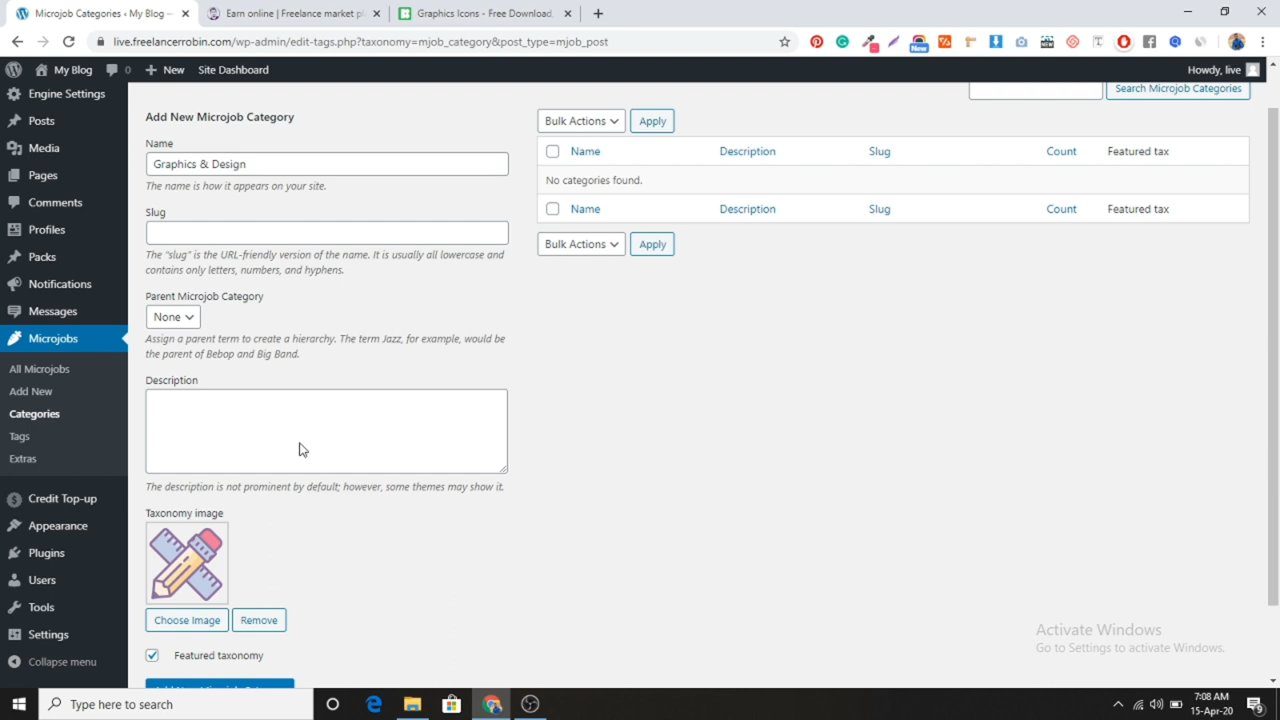 Microjob Categories ‹ My Blog —
Earn online | Freelance market pl
Graphics Icons - Free Download,
live.freelancerrobin.com/wp-admin/edit-tags.php?taxonomy=mjob_category&post_type=mjob_post
New
NEW
My Blog
0
New
Site Dashboard
Howdy, live
Engine Settings
Posts
Media
Pages
Comments
Profiles
Packs
Notifications
Messages
Microjobs
All Microjobs
Add New
Categories
Tags
Extras
Credit Top-up
Appearance
Plugins
Users
Tools
Settings
Collapse menu
Add New Microjob Category
Name
Graphics & Design
The name is how it appears on your site.
Slug
The “slug” is the URL-friendly version of the name. It is usually all lowercase and
contains only letters, numbers, and hyphens.
Parent Microjob Category
None
Assign a parent term to create a hierarchy. The term Jazz, for example, would be
the parent of Bebop and Big Band.
Description
The description is not prominent by default; however, some themes may show it.
Taxonomy image
Choose Image
Remove
Featured taxonomy
Search Microjob Categories
Bulk Actions
Apply
Name Description Slug Count Featured tax
No categories found.
Name Description Slug Count Featured tax
Bulk Actions
Apply
Activate Windows
Go to Settings to activate Windows.
Type here to search
7:08 AM
15-Apr-20
9